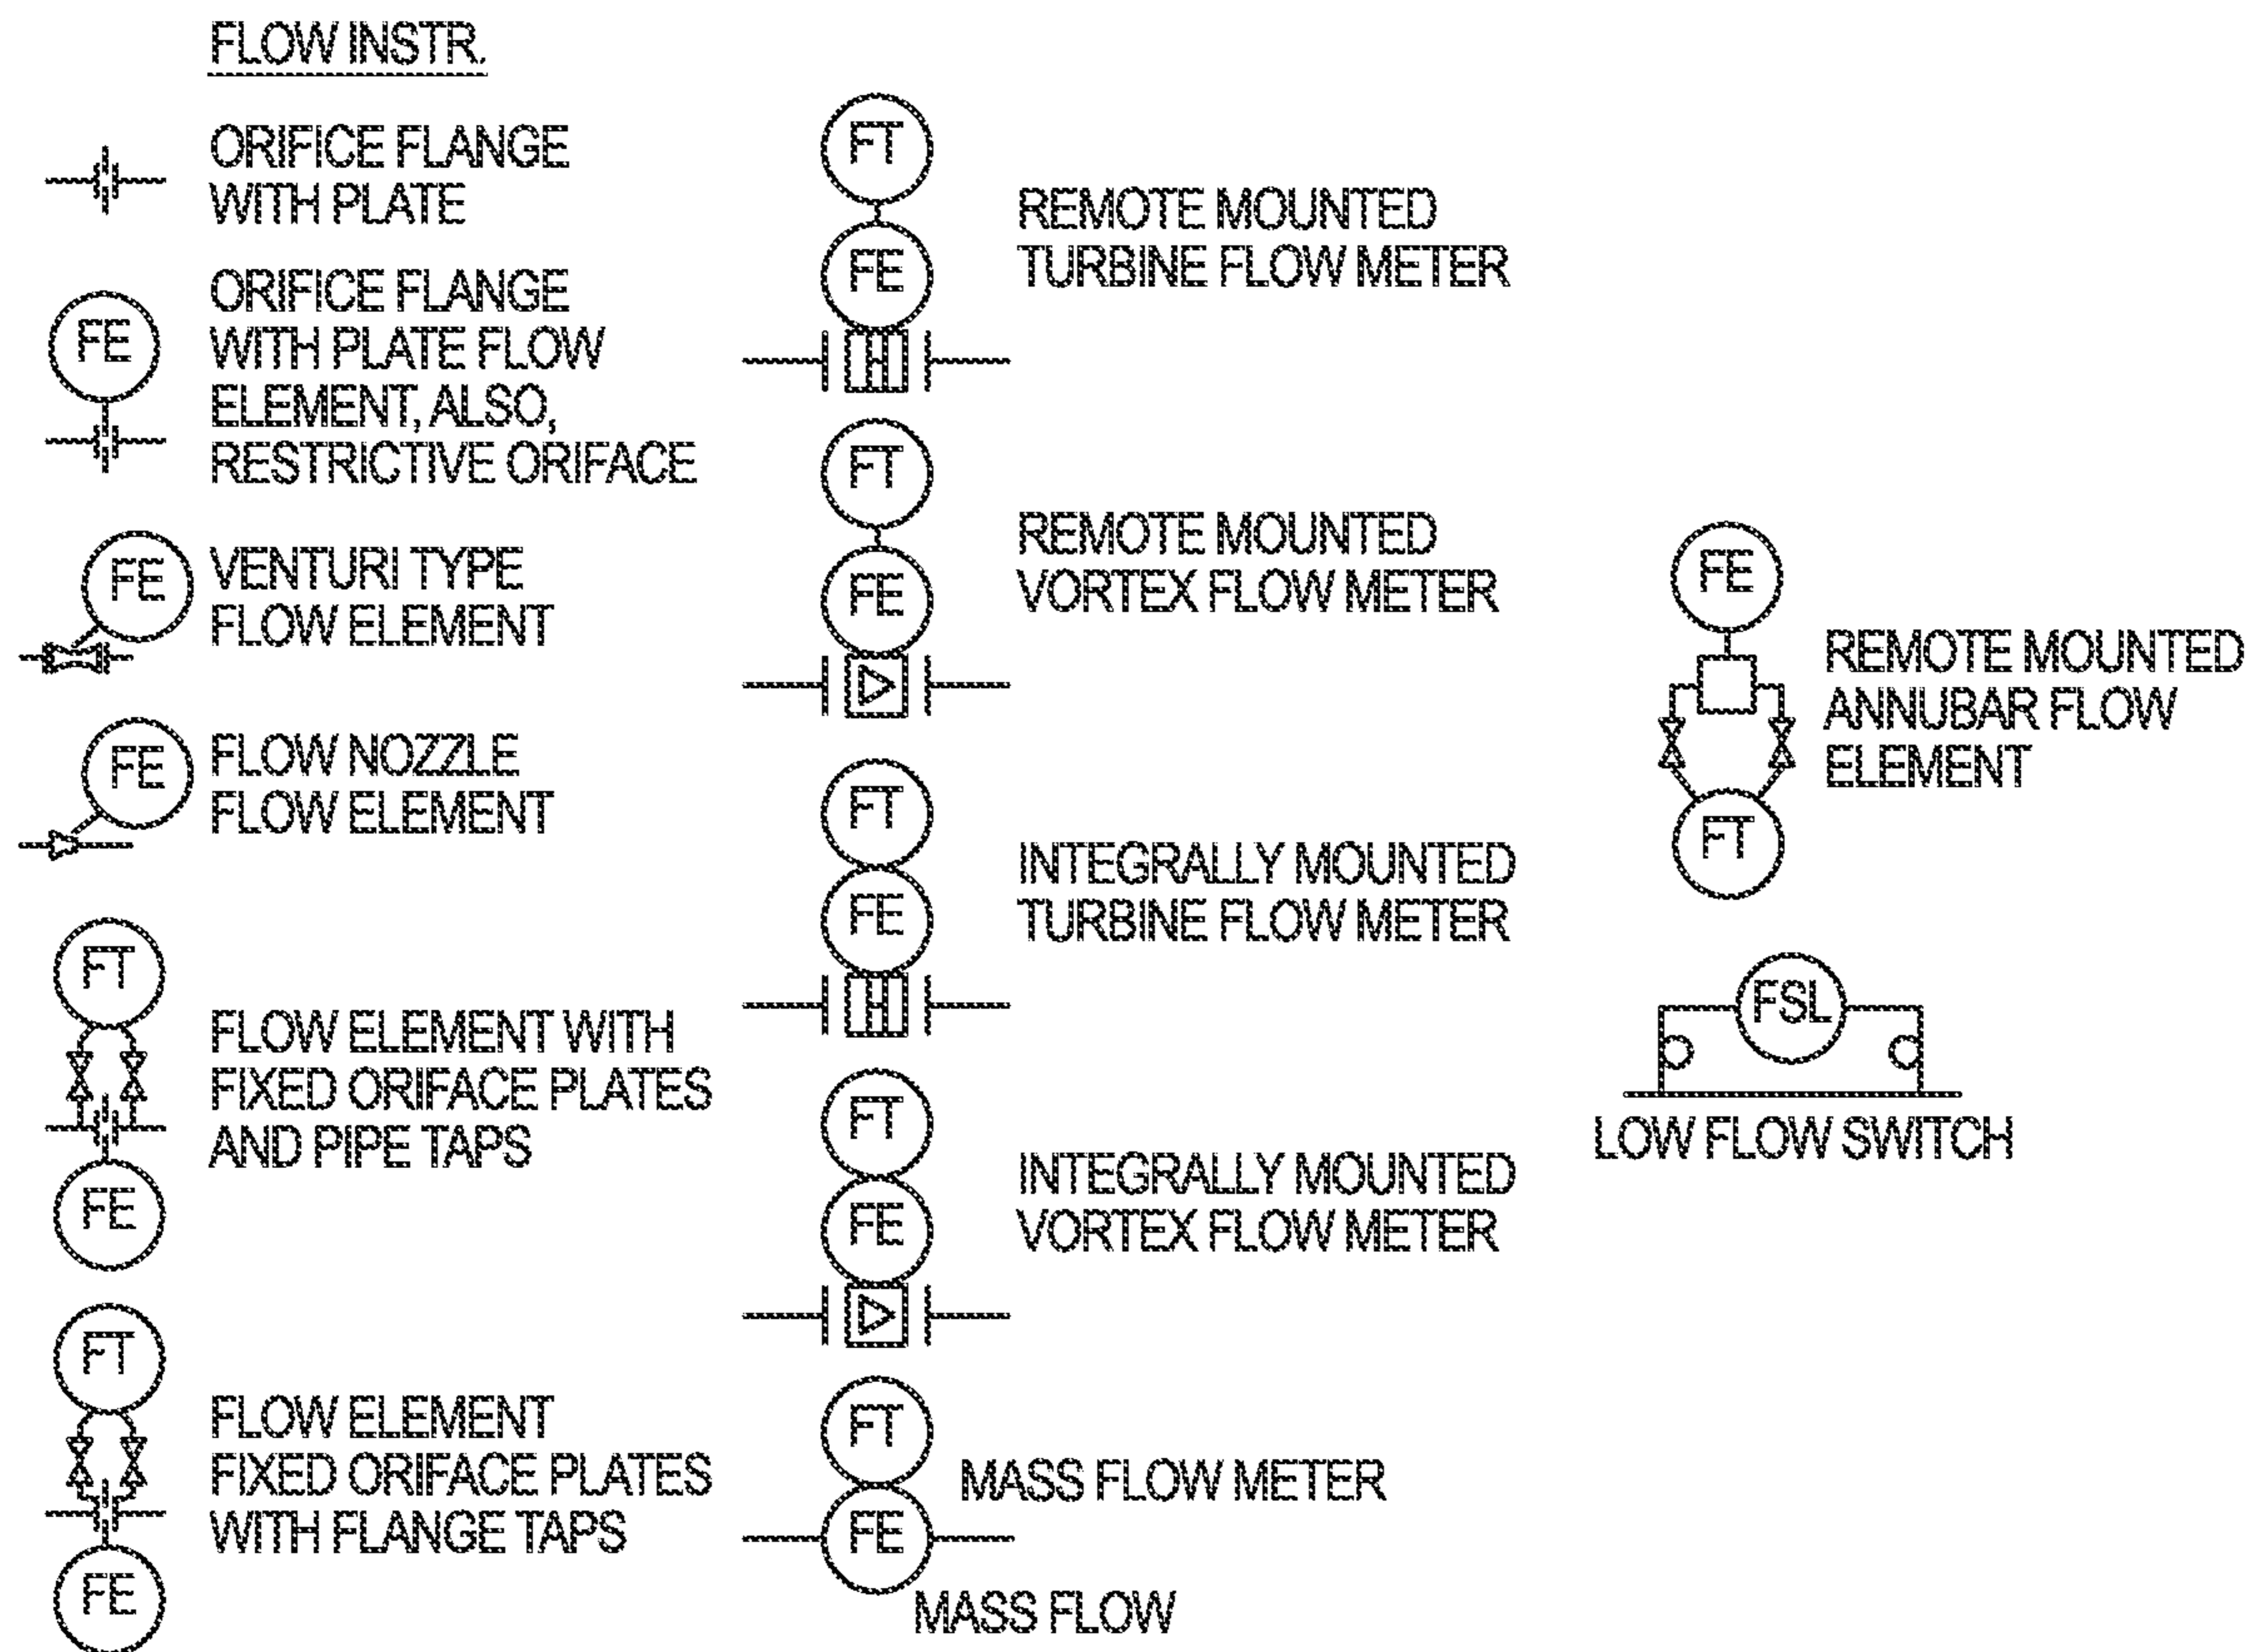 FLOW INSTR.
ORIFICE FLANGE
WITH PLATE
FE
ORIFICE FLANGE
WITH PLATE FLOW
ELEMENT, ALSO,
RESTRICTIVE ORIFACE
FE
VENTURI TYPE
FLOW ELEMENT
FE
FLOW NOZZLE
FLOW ELEMENT
FT
FLOW ELEMENT WITH
FIXED ORIFACE PLATES
AND PIPE TAPS
FE
FT
FLOW ELEMENT
FIXED ORIFACE PLATES
WITH FLANGE TAPS
FE
FT
REMOTE MOUNTED
TURBINE FLOW METER
FE
FT
REMOTE MOUNTED
VORTEX FLOW METER
FE
FT
INTEGRALLY MOUNTED
TURBINE FLOW METER
FE
FT
INTEGRALLY MOUNTED
VORTEX FLOW METER
FE
FT
MASS FLOW METER
FE
MASS FLOW
FE
REMOTE MOUNTED
ANNUBAR FLOW
ELEMENT
FT
FSL
LOW FLOW SWITCH